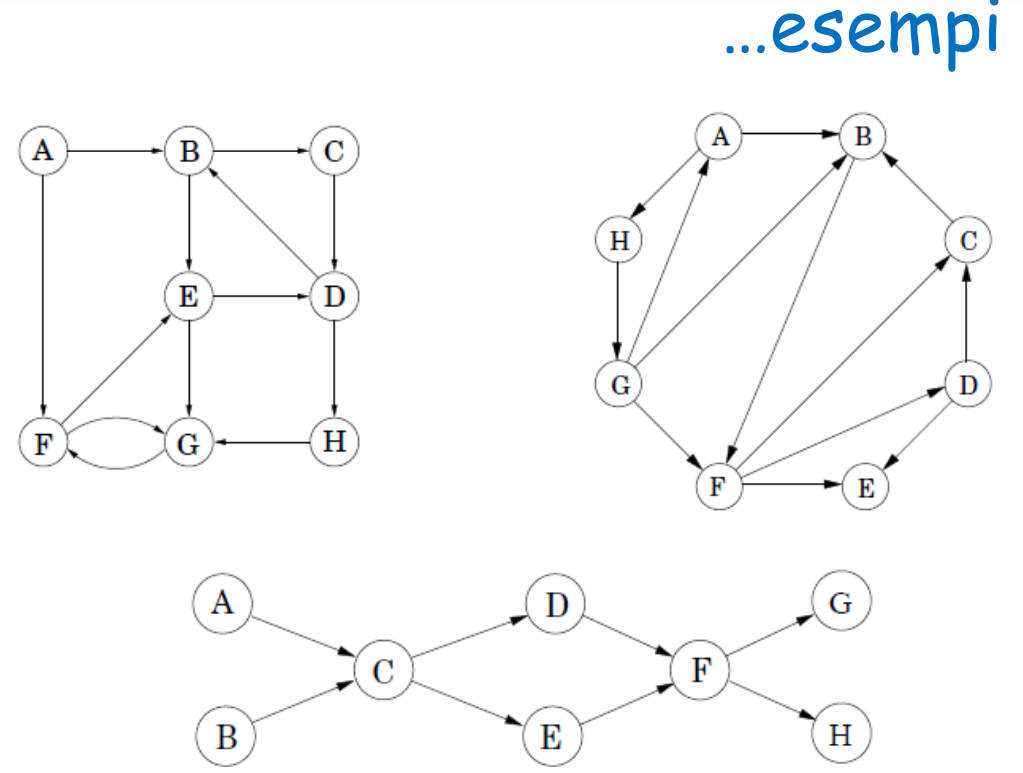 ...esempi
A B C
E D
F G H
A B
H C
G D
F E
A D G
C F
B E H